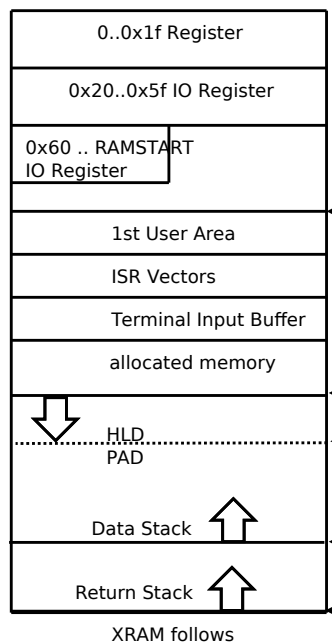 0..0x1f Register
0x20..0x5f IO Register
0x60 .. RAMSTART
IO Register
1st User Area
ISR Vectors
Terminal Input Buffer
allocated memory
HLD
PAD
Data Stack
Return Stack
XRAM follows